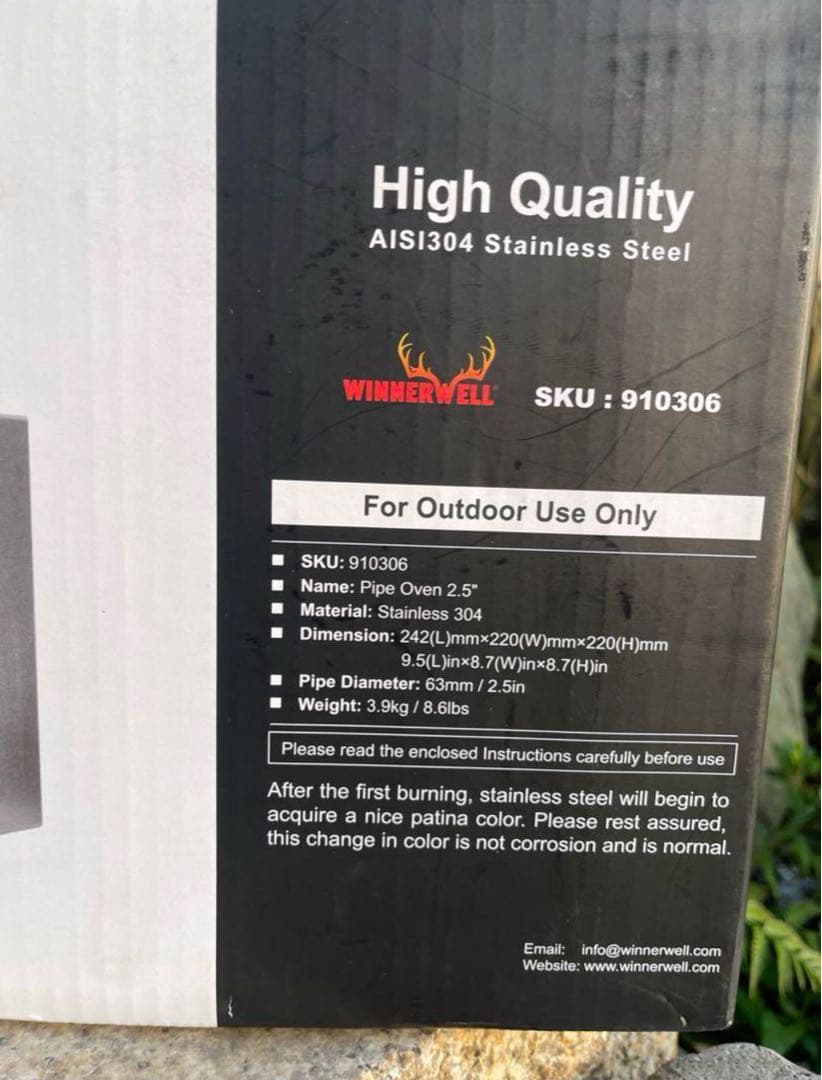 High Quality
AISI304 Stainless Steel
WINNERWELL
SKU : 910306
For Outdoor Use Only
SKU: 910306
Name: Pipe Oven 2.5"
Material: Stainless 304
Dimension: 242(L)mm×220(W)mm×220(H)mm
9.5(L)in×8.7(W)in×8.7(H)in
Pipe Diameter: 63mm / 2.5in
Weight: 3.9kg / 8.6lbs
Please read the enclosed Instructions carefully before use
After the first burning, stainless steel will begin to
acquire a nice patina color. Please rest assured,
this change in color is not corrosion and is normal.
Email: info@winnerwell.com
Website: www.winnerwell.com